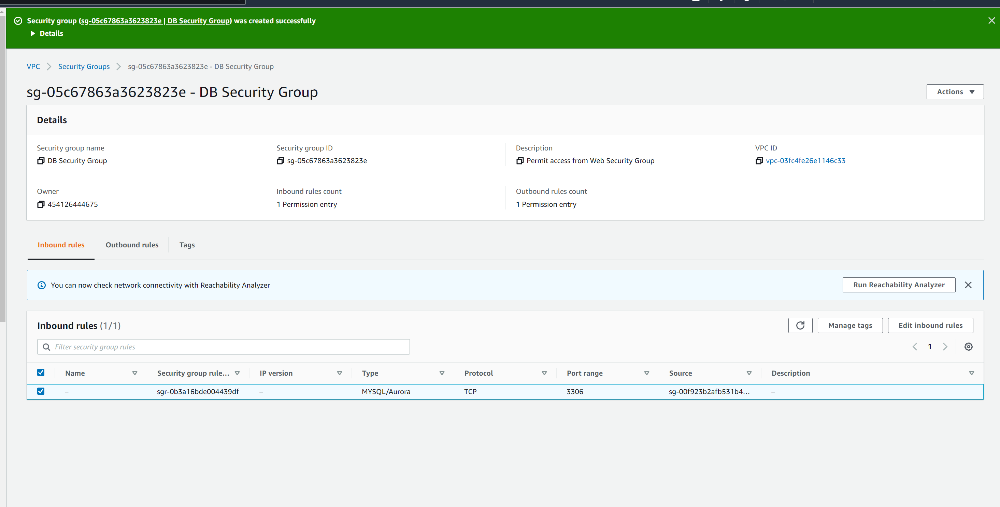 Security group (sg-05c67863a3623823e | DB Security Group) was created successfully
Details
VPC
Security Groups
sg-05c67863a3623823e - DB Security Group
sg-05c67863a3623823e - DB Security Group
Actions
Details
Security group name
DB Security Group
Security group ID
sg-05c67863a3623823e
Description
Permit access from Web Security Group
VPC ID
vpc-03fc4fe26e1146c33
Owner
454126444675
Inbound rules count
1 Permission entry
Outbound rules count
1 Permission entry
Inbound rules
Outbound rules
Tags
You can now check network connectivity with Reachability Analyzer
Run Reachability Analyzer
Inbound rules (1/1)
Manage tags
Edit inbound rules
Filter security group rules
1
Name
Security group rule...
IP version
Type
Protocol
Port range
Source
Description
–
sgr-0b3a16bde004439df
–
MYSQL/Aurora
TCP
3306
sg-00f923b2afb531b4...
–